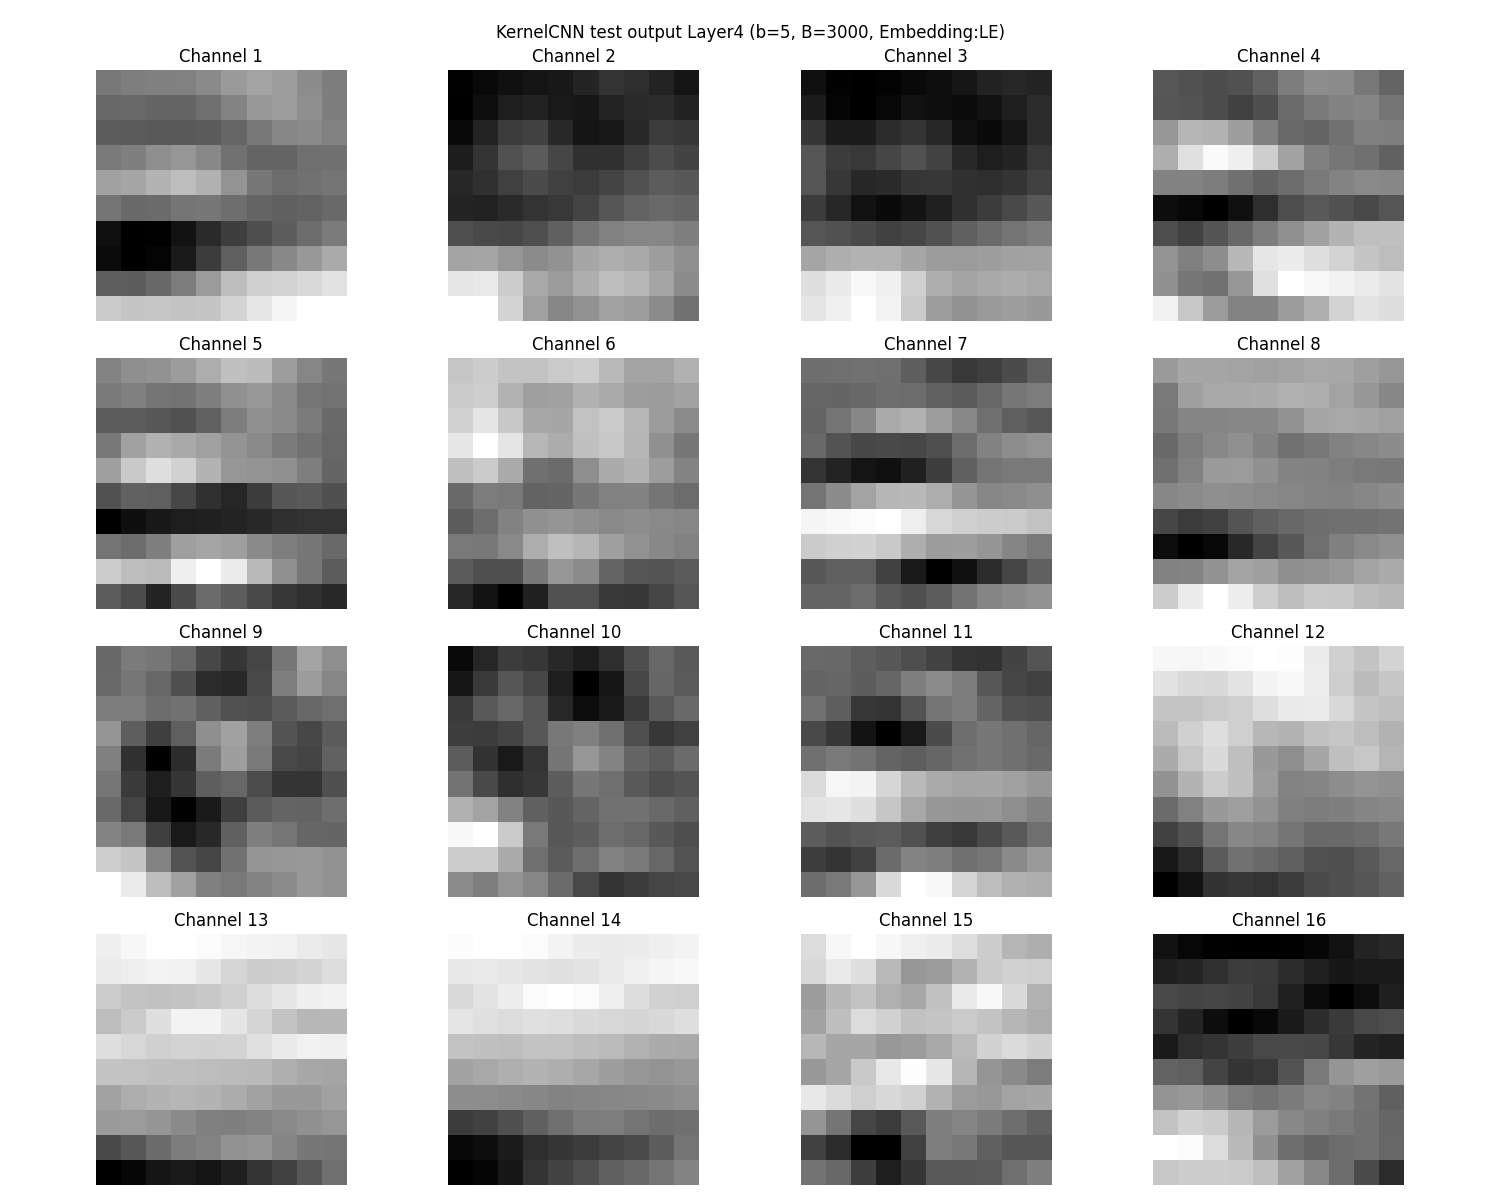 KernelCNN test output Layer4 (b=5, B=3000, Embedding:LE)
Channel 1
Channel 2
Channel 3
Channel 4
Channel 5
Channel 6
Channel 7
Channel 8
Channel 9
Channel 10
Channel 11
Channel 12
Channel 13
Channel 14
Channel 15
Channel 16